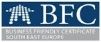 BFC
BUSINESS FRIENDLY CERTIFICATE
SOUTH EAST EUROPE